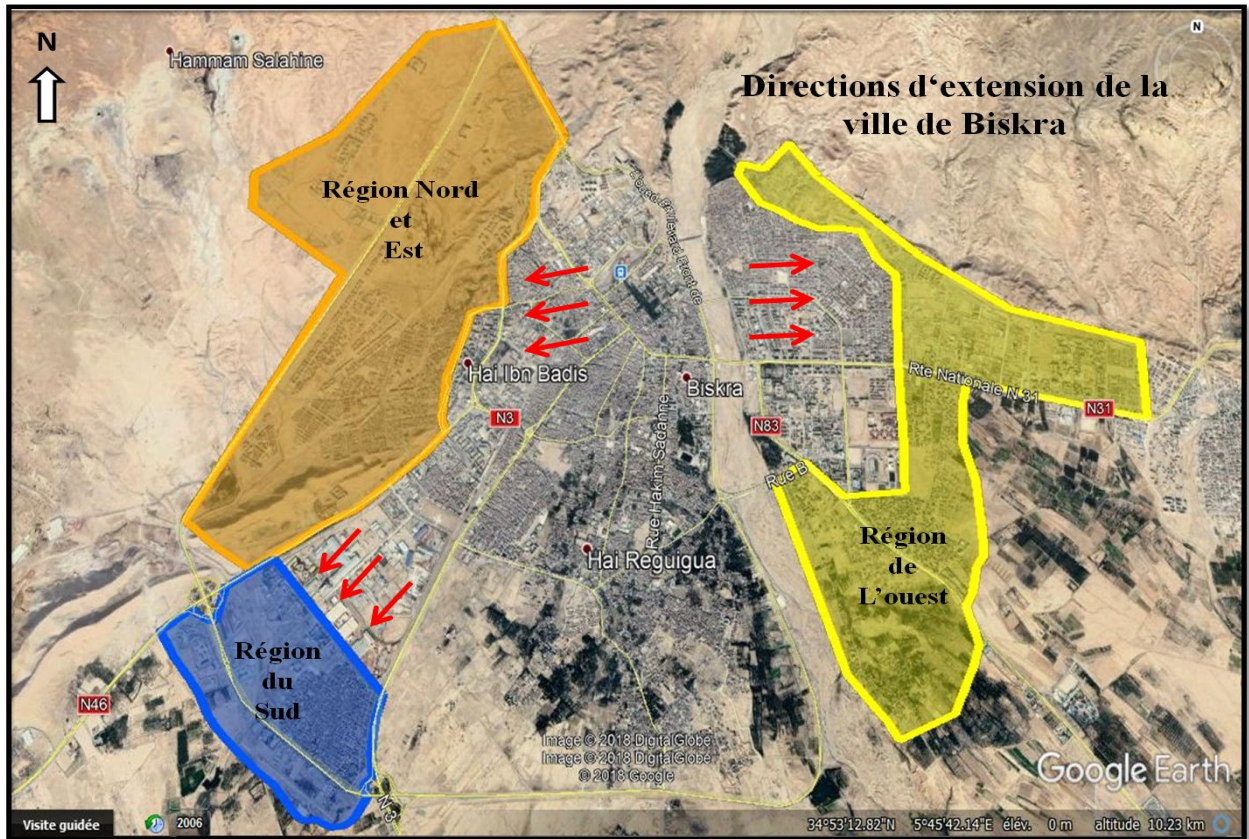 N
Hammam Salahine
N
Directions d‘extension de la
ville de Biskra
Région Nord
et
Est
Hai Ibn Badis
N3
Biskra
Rte Nationale N 31
N31
N83
Rue B
Rue Hakim Sadanne
Hai Reguigua
Région
de
L’ouest
Région
du
Sud
N46
N 3
Image © 2018 DigitalGlobe
Image © 2018 DigitalGlobe
© 2018 Google
Google Earth
Visite guidée
2006
34°53'12.82"N 5°45'42.14"E élév. 0 m altitude 10.23 km